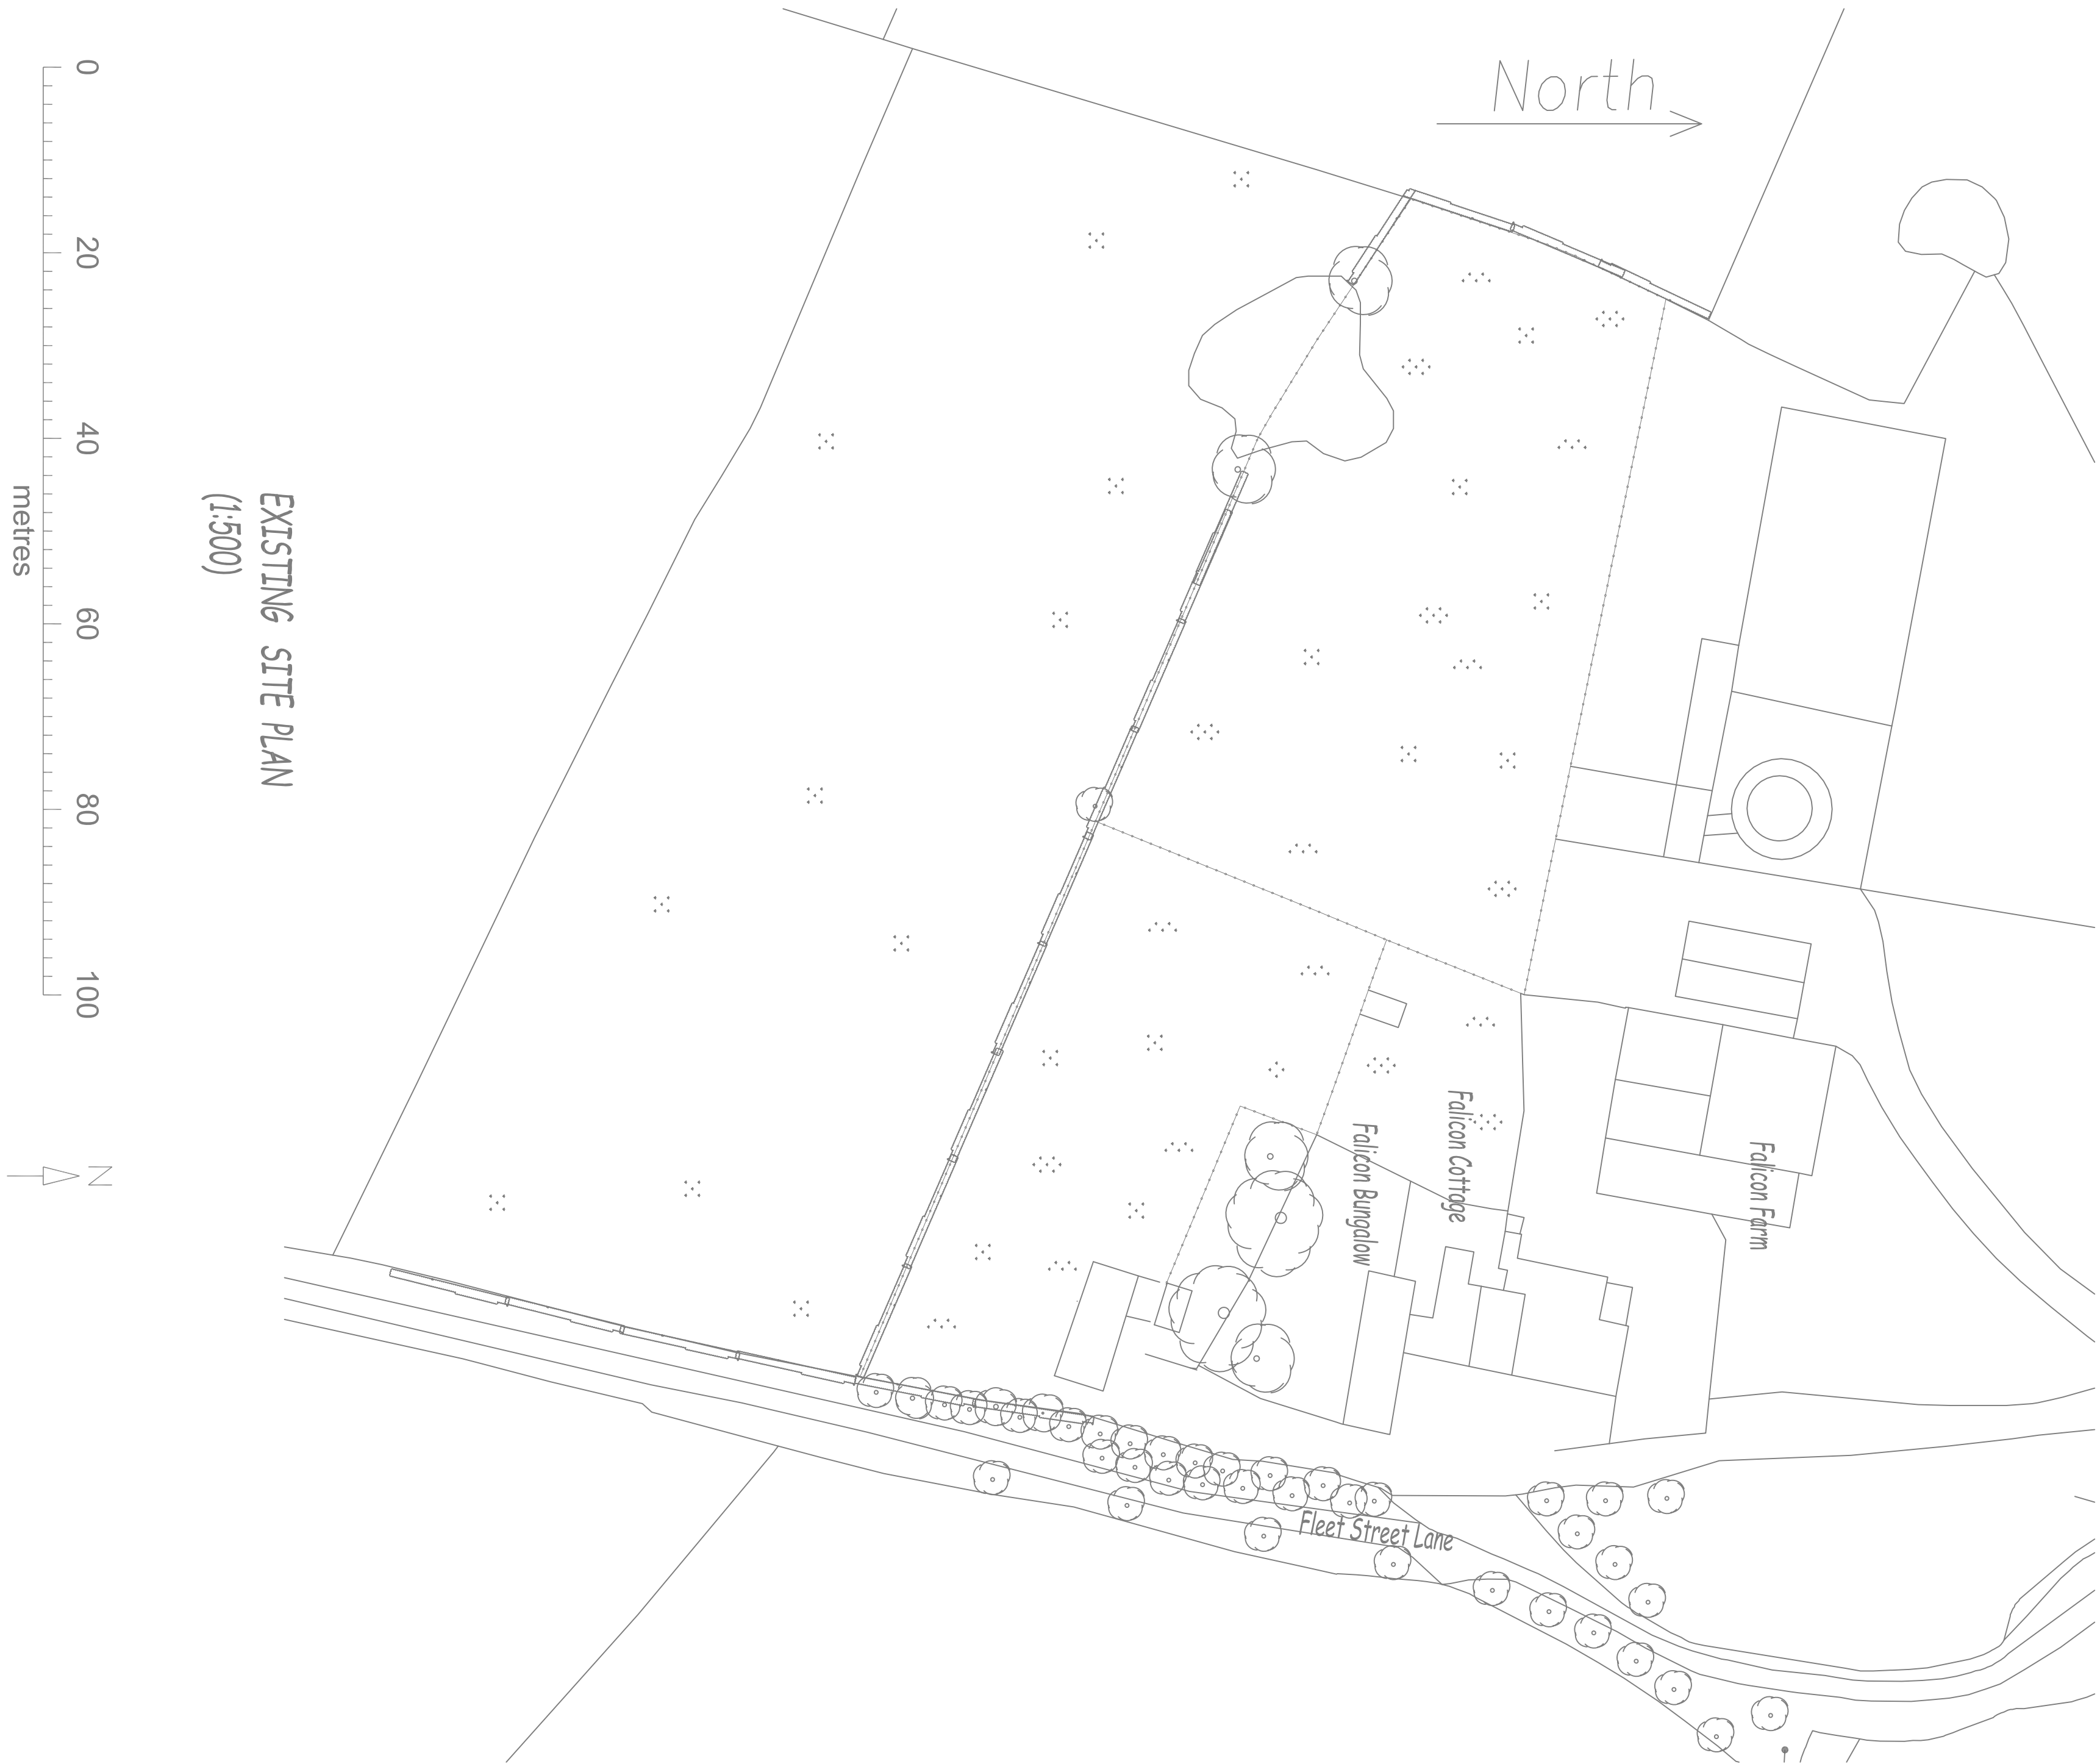 North
0
20
40
60
80
100
metres
EXISTING SITE PLAN
(1:500)
N
Falicon Bungalow
Falicon Cottage
Falicon Farm
Fleet Street Lane